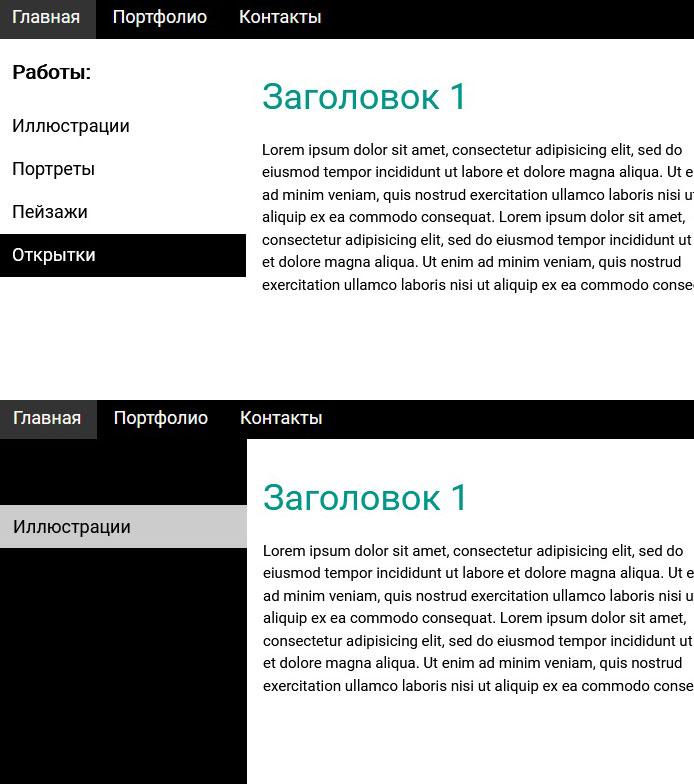 Главная Портфолио Контакты
Работы:
Иллюстрации
Портреты
Пейзажи
Открытки
Заголовок 1
Lorem ipsum dolor sit amet, consectetur adipisicing elit, sed do
eiusmod tempor incididunt ut labore et dolore magna aliqua. Ut e
ad minim veniam, quis nostrud exercitation ullamco laboris nisi u
aliquip ex ea commodo consequat. Lorem ipsum dolor sit amet,
consectetur adipisicing elit, sed do eiusmod tempor incididunt ut
et dolore magna aliqua. Ut enim ad minim veniam, quis nostrud
exercitation ullamco laboris nisi ut aliquip ex ea commodo conse
Главная Портфолио Контакты
Иллюстрации
Заголовок 1
Lorem ipsum dolor sit amet, consectetur adipisicing elit, sed do
eiusmod tempor incididunt ut labore et dolore magna aliqua. Ut e
ad minim veniam, quis nostrud exercitation ullamco laboris nisi u
aliquip ex ea commodo consequat. Lorem ipsum dolor sit amet,
consectetur adipisicing elit, sed do eiusmod tempor incididunt ut
et dolore magna aliqua. Ut enim ad minim veniam, quis nostrud
exercitation ullamco laboris nisi ut aliquip ex ea commodo conse